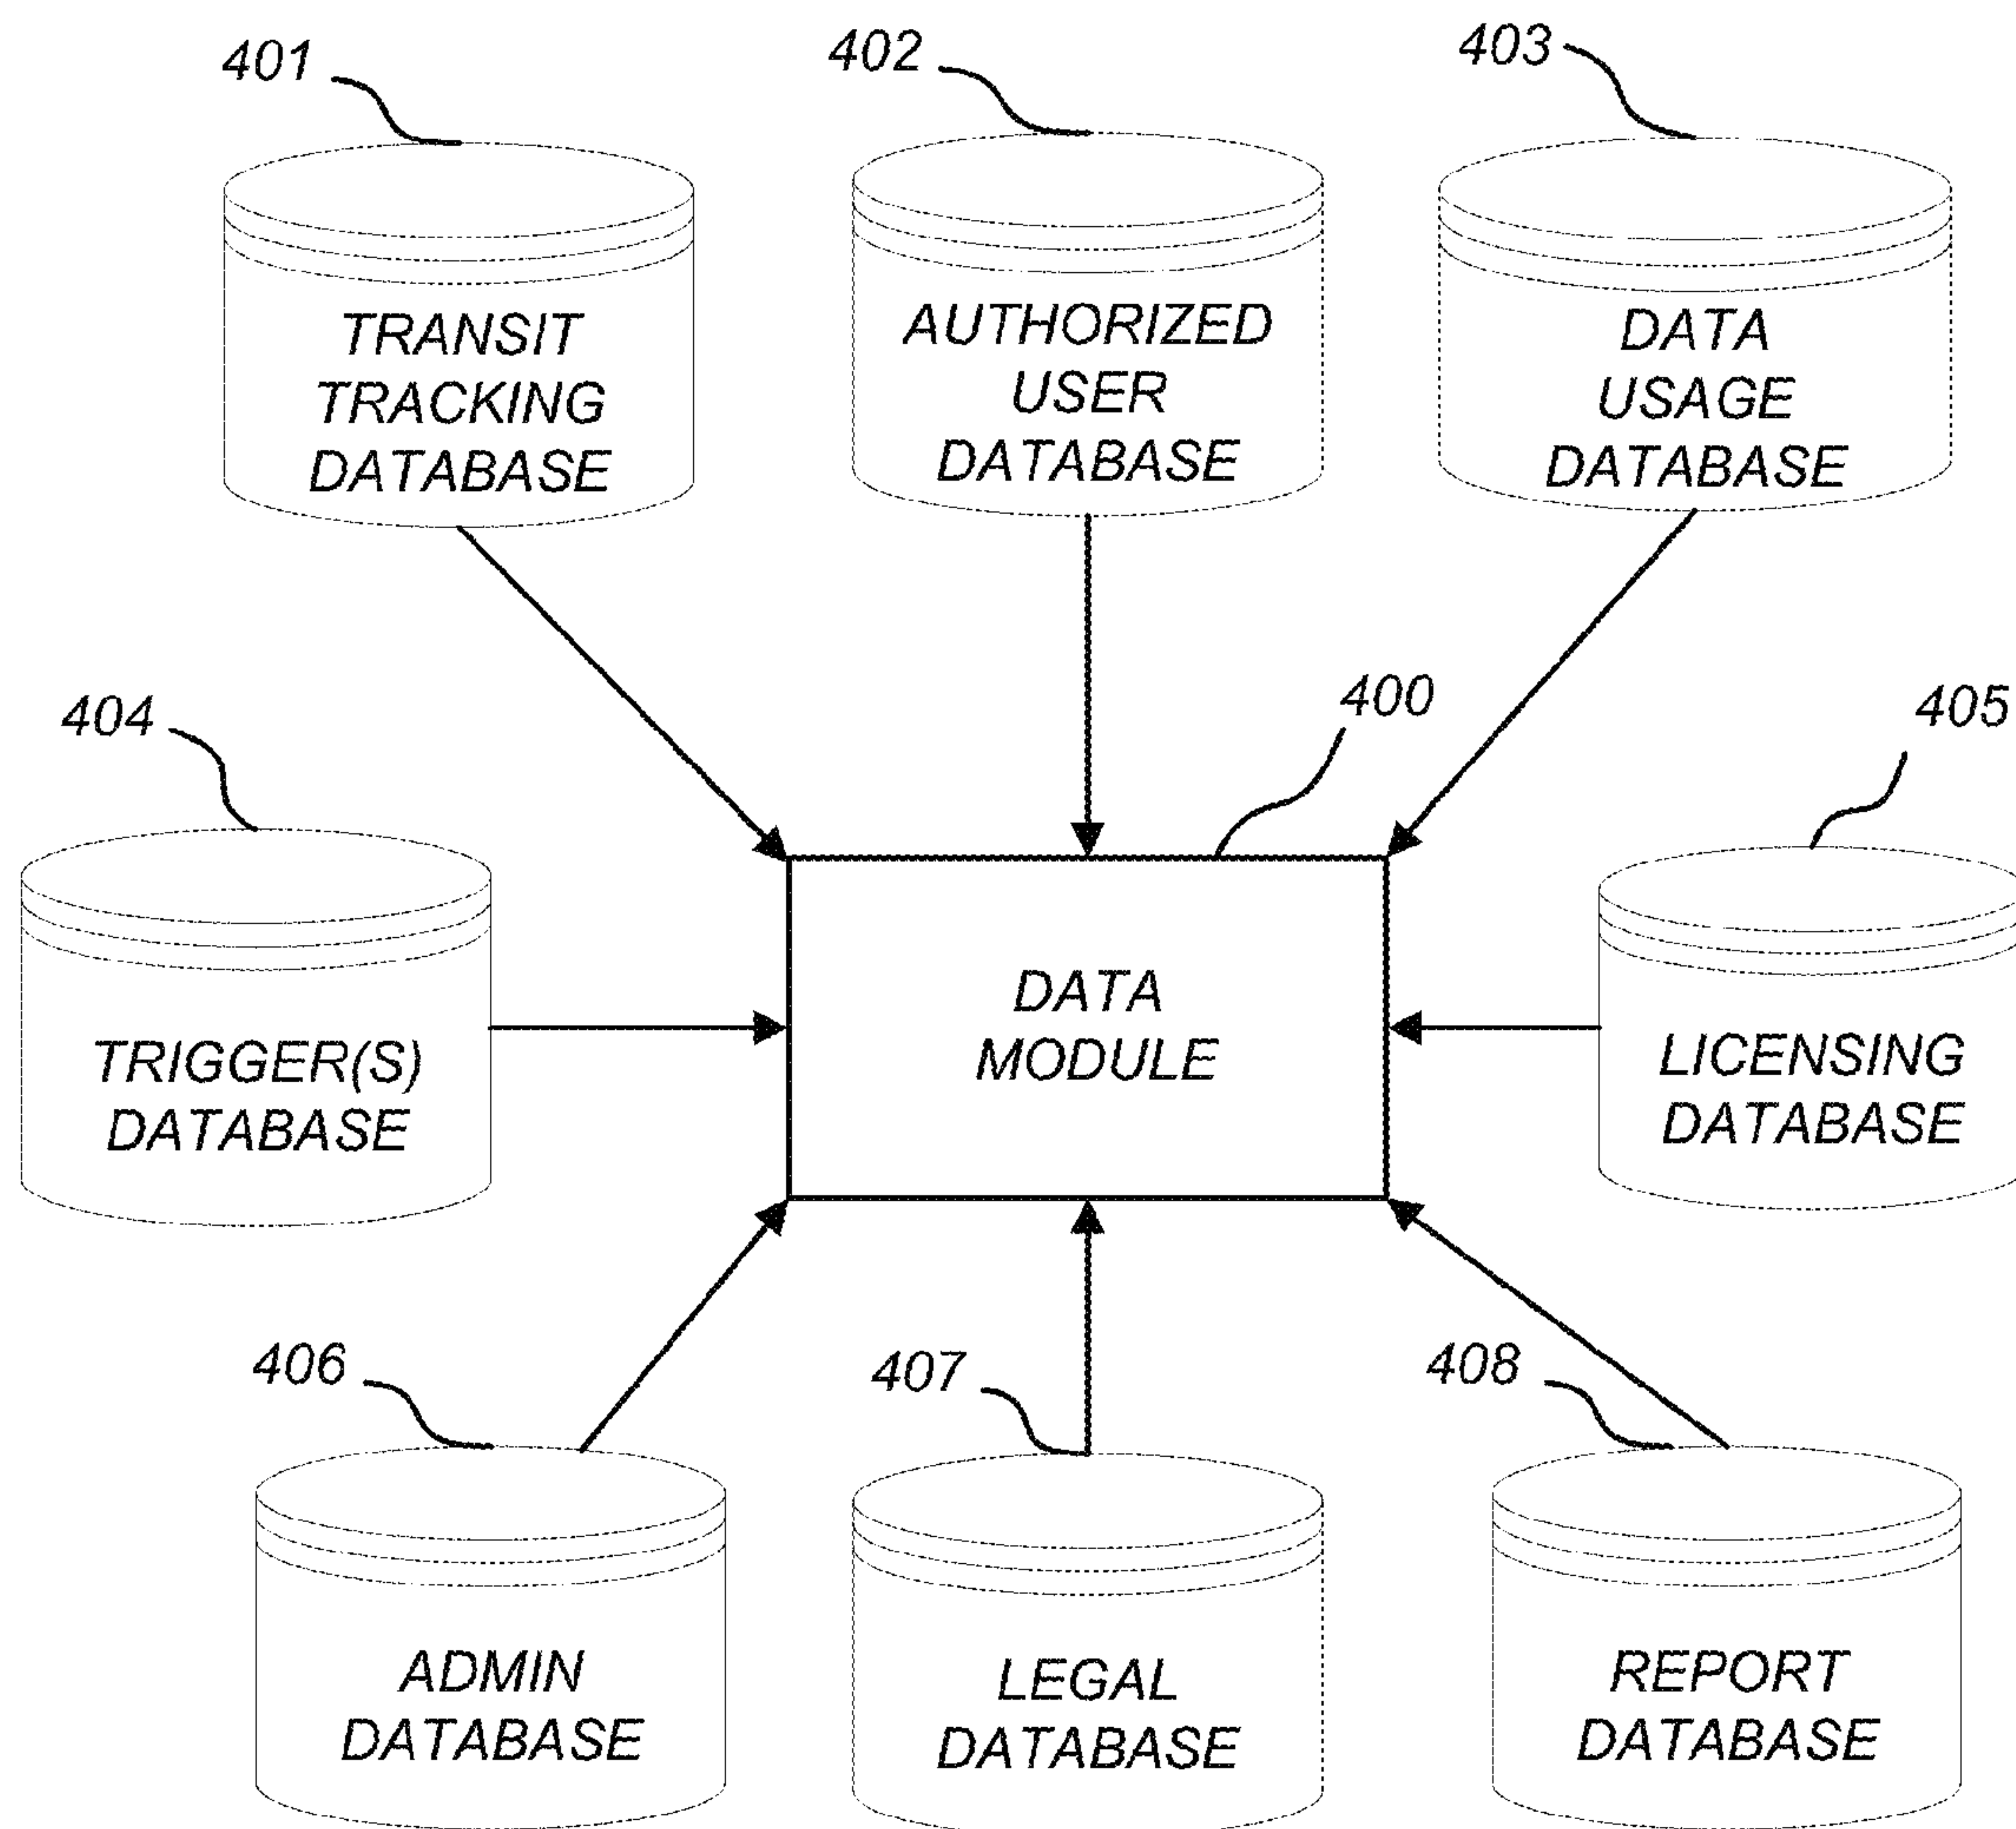 401
402
403
TRANSIT
TRACKING
DATABASE
AUTHORIZED
USER
DATABASE
DATA
USAGE
DATABASE
404
400
405
TRIGGER(S)
DATABASE
DATA
MODULE
LICENSING
DATABASE
406
407
408
ADMIN
DATABASE
LEGAL
DATABASE
REPORT
DATABASE